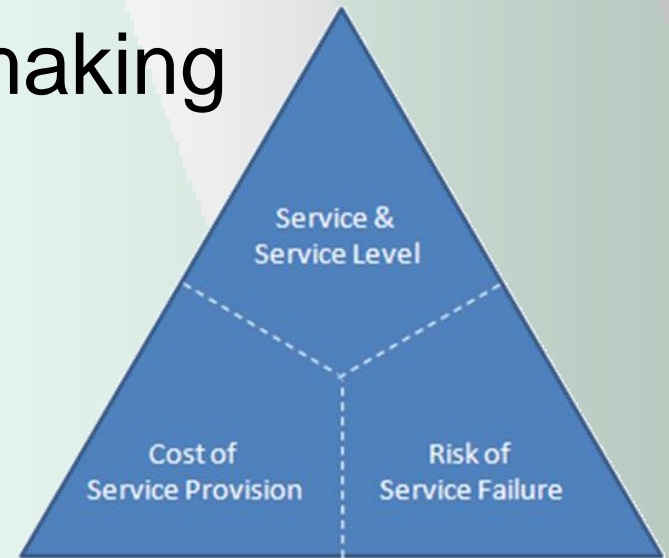 making
Service &
Service Level
Cost of
Service Provision
Risk of
Service Failure